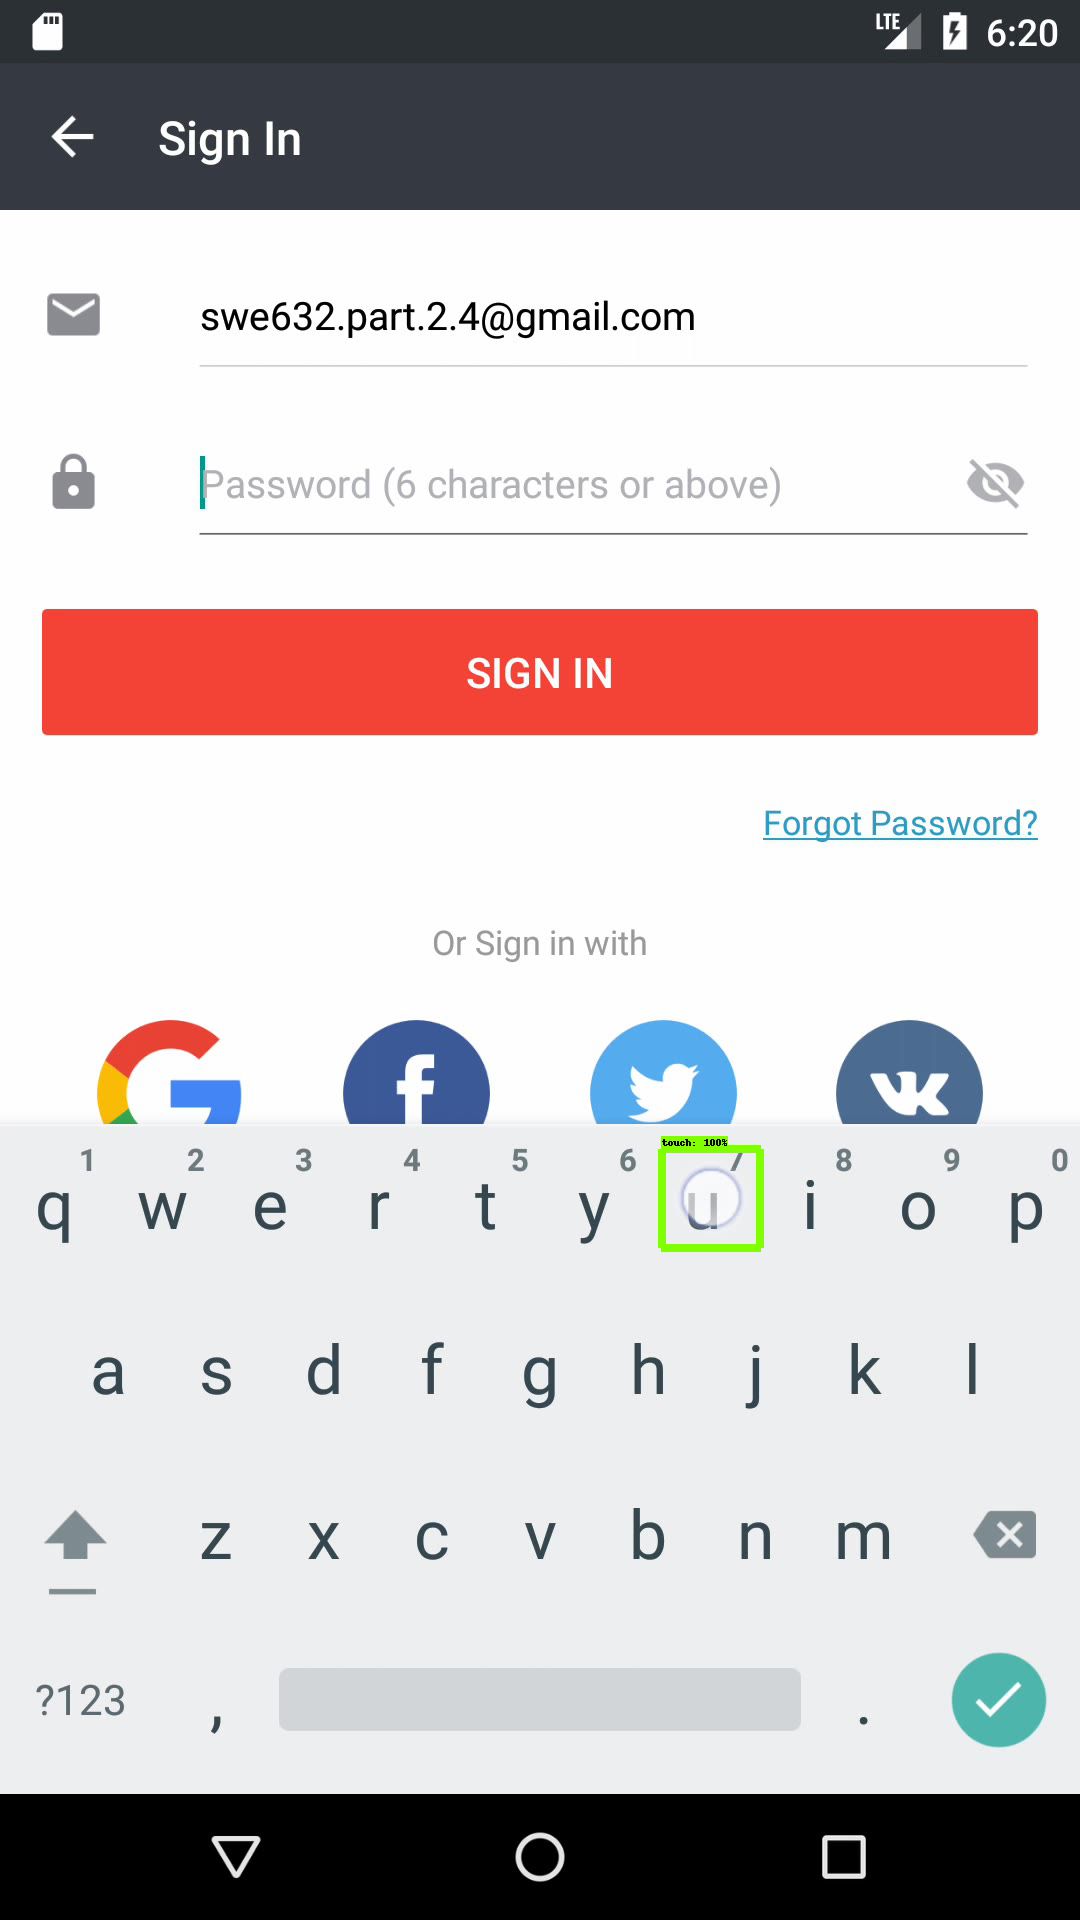 LTE 6:20
Sign In
swe632.part.2.4@gmail.com
Password (6 characters or above)
SIGN IN
Forgot Password?
Or Sign in with
touch: 100%
1 2 3 4 5 6 7 8 9 0
q w e r t y u i o p
a s d f g h j k l
z x c v b n m
?123 , .